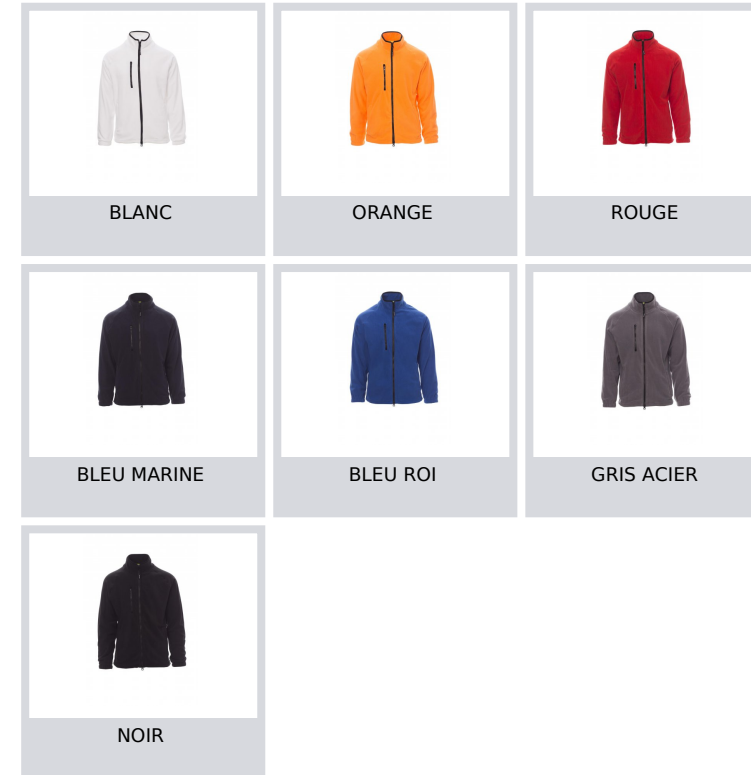 BLANC
ORANGE
ROUGE
BLEU MARINE
BLEU ROI
GRIS ACIER
NOIR